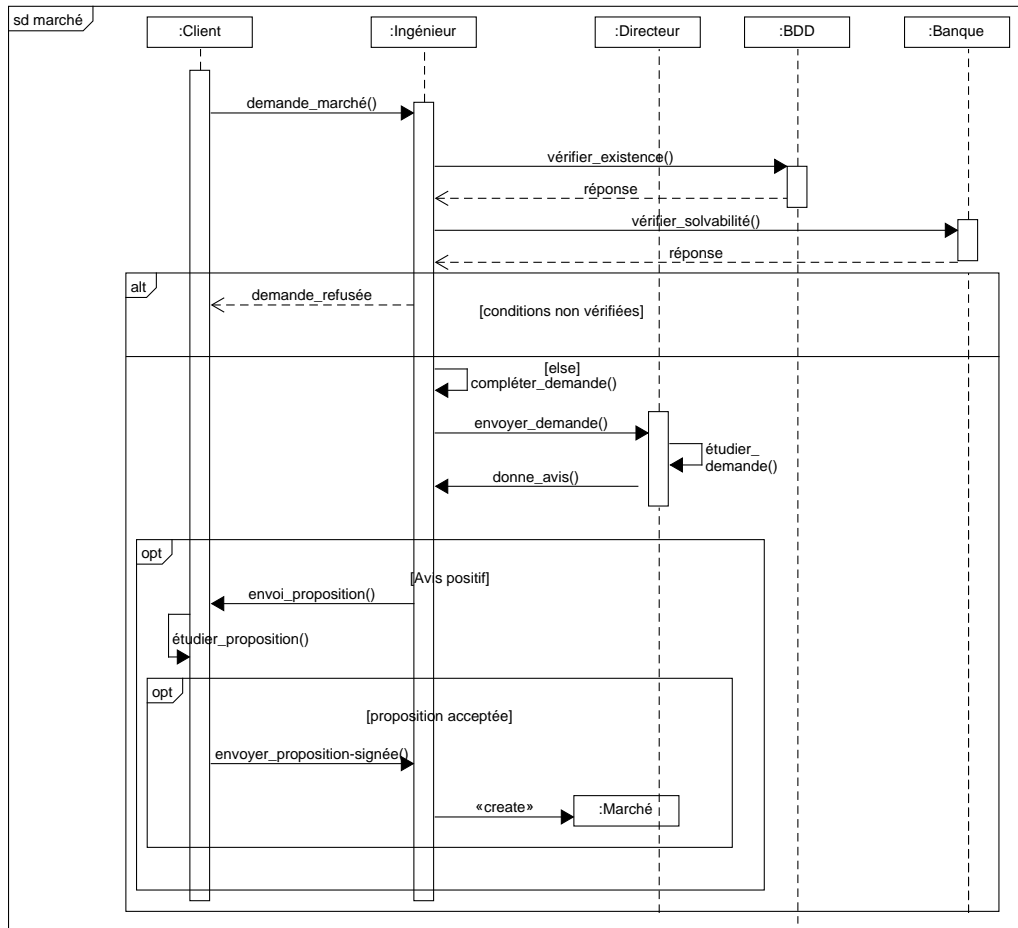 sd marché
:Client
:Ingénieur
:Directeur
:BDD
:Banque
demande_marché()
vérifier_existence()
réponse
vérifier_solvabilité()
réponse
alt
demande_refusée
[conditions non vérifiées]
[else]
compléter_demande()
envoyer_demande()
étudier_
demande()
donne_avis()
opt
[Avis positif]
envoi_proposition()
étudier_proposition()
opt
[proposition acceptée]
envoyer_proposition-signée()
«create»
:Marché